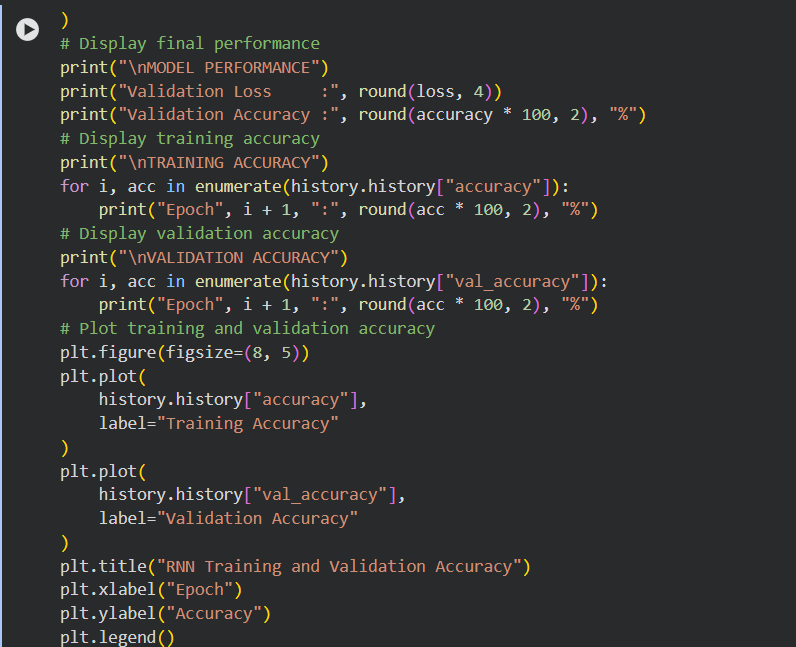 )
# Display final performance
print("\nMODEL PERFORMANCE")
print("Validation Loss     :", round(loss, 4))
print("Validation Accuracy :", round(accuracy * 100, 2), "%")
# Display training accuracy
print("\nTRAINING ACCURACY")
for i, acc in enumerate(history.history["accuracy"]):
    print("Epoch", i + 1, ":", round(acc * 100, 2), "%")
# Display validation accuracy
print("\nVALIDATION ACCURACY")
for i, acc in enumerate(history.history["val_accuracy"]):
    print("Epoch", i + 1, ":", round(acc * 100, 2), "%")
# Plot training and validation accuracy
plt.figure(figsize=(8, 5))
plt.plot(
    history.history["accuracy"],
    label="Training Accuracy"
)
plt.plot(
    history.history["val_accuracy"],
    label="Validation Accuracy"
)
plt.title("RNN Training and Validation Accuracy")
plt.xlabel("Epoch")
plt.ylabel("Accuracy")
plt.legend()